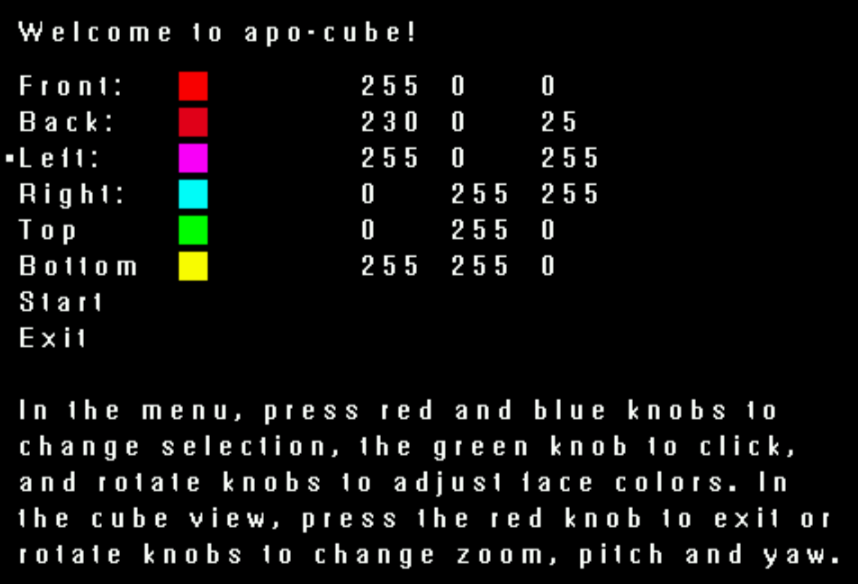 Welcome to apo-cube!
Front: 255 0 0
Back: 230 0 25
Left: 255 0 255
Right: 0 255 255
Top 0 255 0
Bottom 255 255 0
Start
Exit
In the menu, press red and blue knobs to
change selection, the green knob to click,
and rotate knobs to adjust face colors. In
the cube view, press the red knob to exit or
rotate knobs to change zoom, pitch and yaw.